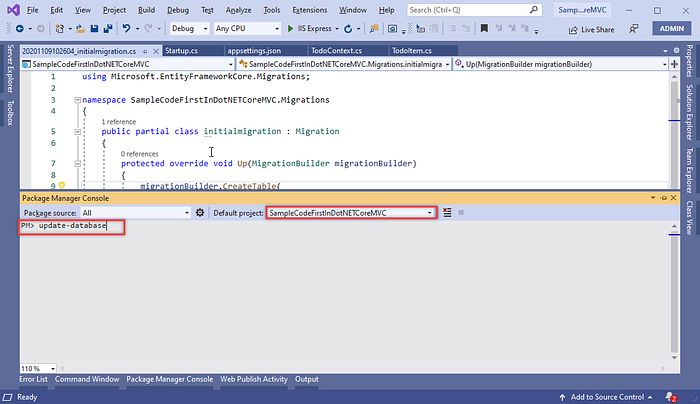 File Edit View Project Build Debug Test Analyze Tools Extensions Window Help Search (Ctrl+Q) Samp...reMVC
Debug Any CPU IIS Express Live Share ADMIN
20201109102604_initialmigration.cs Startup.cs appsettings.json TodoContext.cs TodoItem.cs
SampleCodeFirstInDotNETCoreMVC SampleCodeFirstInDotNETCoreMVC.Migrations.initialmigra Up(MigrationBuilder migrationBuilder)
1 using Microsoft.EntityFrameworkCore.Migrations;
2
3 namespace SampleCodeFirstInDotNETCoreMVC.Migrations
4 {
1 reference
5 public partial class initialmigration : Migration
6 {
0 references
7 protected override void Up(MigrationBuilder migrationBuilder)
8 {
9 migrationBuilder.CreateTable(
Server Explorer
Toolbox
Properties
Solution Explorer
Team Explorer
Class View
Package Manager Console
Package source: All Default project: SampleCodeFirstInDotNETCoreMVC
PM> update-database
110 %
Error List Command Window Package Manager Console Web Publish Activity Output
Ready Add to Source Control 2